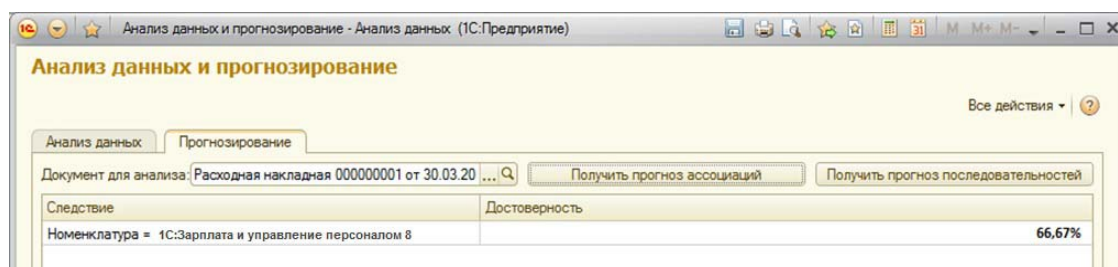 1С Анализ данных и прогнозирование - Анализ данных (1С:Предприятие) 31 M M+ M-
Анализ данных и прогнозирование
Все действия ?
Анализ данных Прогнозирование
Документ для анализа: Расходная накладная 000000001 от 30.03.20 ... Получить прогноз ассоциаций Получить прогноз последовательностей
Следствие Достоверность
Номенклатура = 1С:Зарплата и управление персоналом 8 66,67%